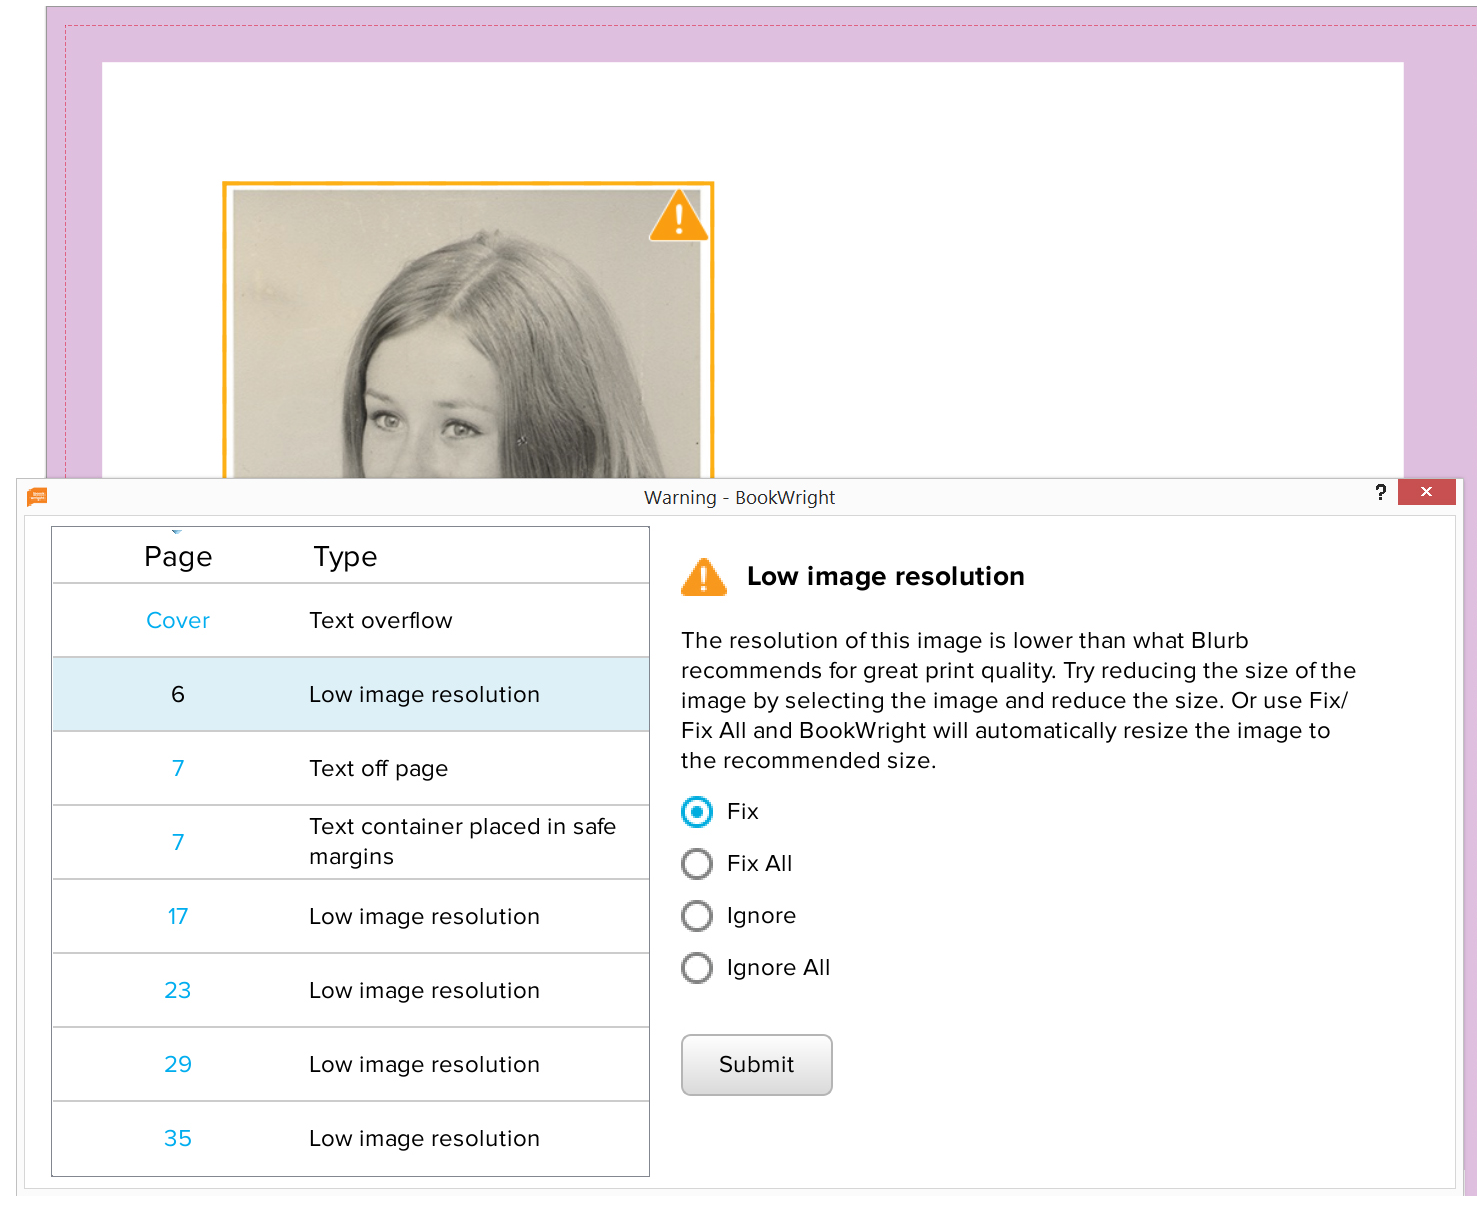 Warning - BookWright
?
Page Type
Cover Text overflow
6 Low image resolution
7 Text off page
7 Text container placed in safe
margins
17 Low image resolution
23 Low image resolution
29 Low image resolution
35 Low image resolution
Low image resolution
The resolution of this image is lower than what Blurb
recommends for great print quality. Try reducing the size of the
image by selecting the image and reduce the size. Or use Fix/
Fix All and BookWright will automatically resize the image to
the recommended size.
Fix
Fix All
Ignore
Ignore All
Submit